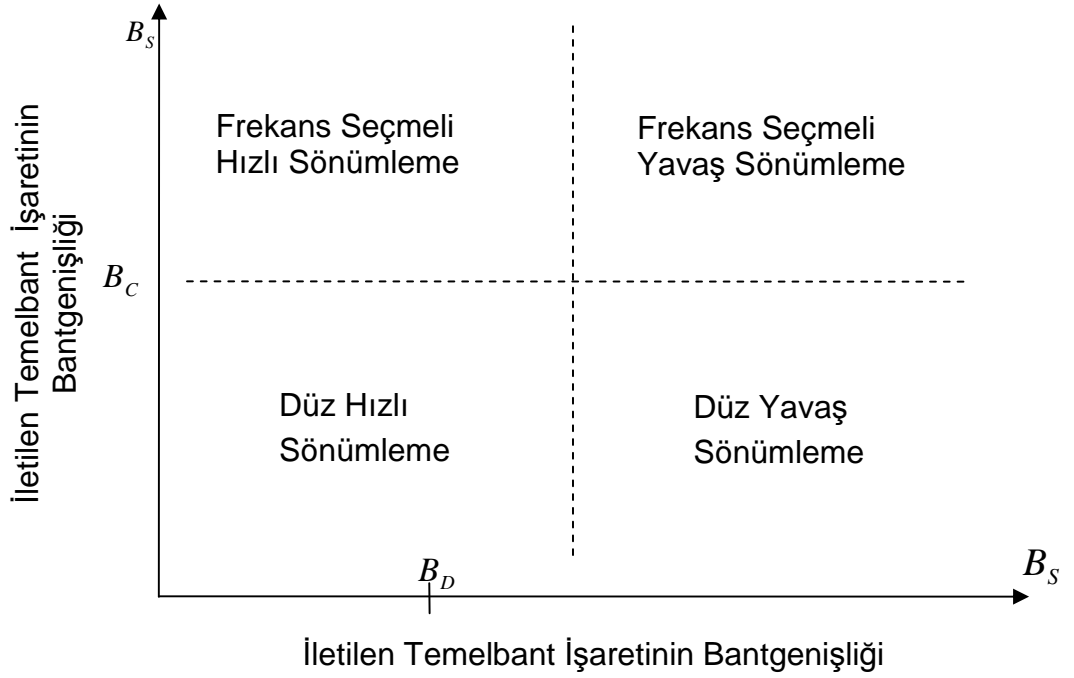 B_S
Frekans Seçmeli
Hızlı Sönümleme
Frekans Seçmeli
Yavaş Sönümleme
İletilen Temelbant İşaretinin
Bantgenişliği
B_C
Düz Hızlı
Sönümleme
Düz Yavaş
Sönümleme
B_D
B_S
İletilen Temelbant İşaretinin Bantgenişliği